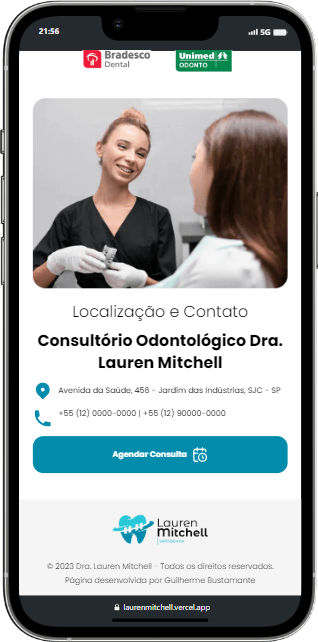 21:56
5G
Bradesco
Dental
Unimed
ODONTO
Localização e Contato
Consultório Odontológico Dra.
Lauren Mitchell
Avenida da Saúde, 456 - Jardim das Indústrias, SJC - SP
+55 (12) 0000-0000 | +55 (12) 90000-0000
Agendar Consulta
Lauren
Mitchell
ORTODONTIA
© 2023 Dra. Lauren Mitchell - Todos os direitos reservados.
Página desenvolvida por Guilherme Bustamante
laurenmitchell.vercel.app